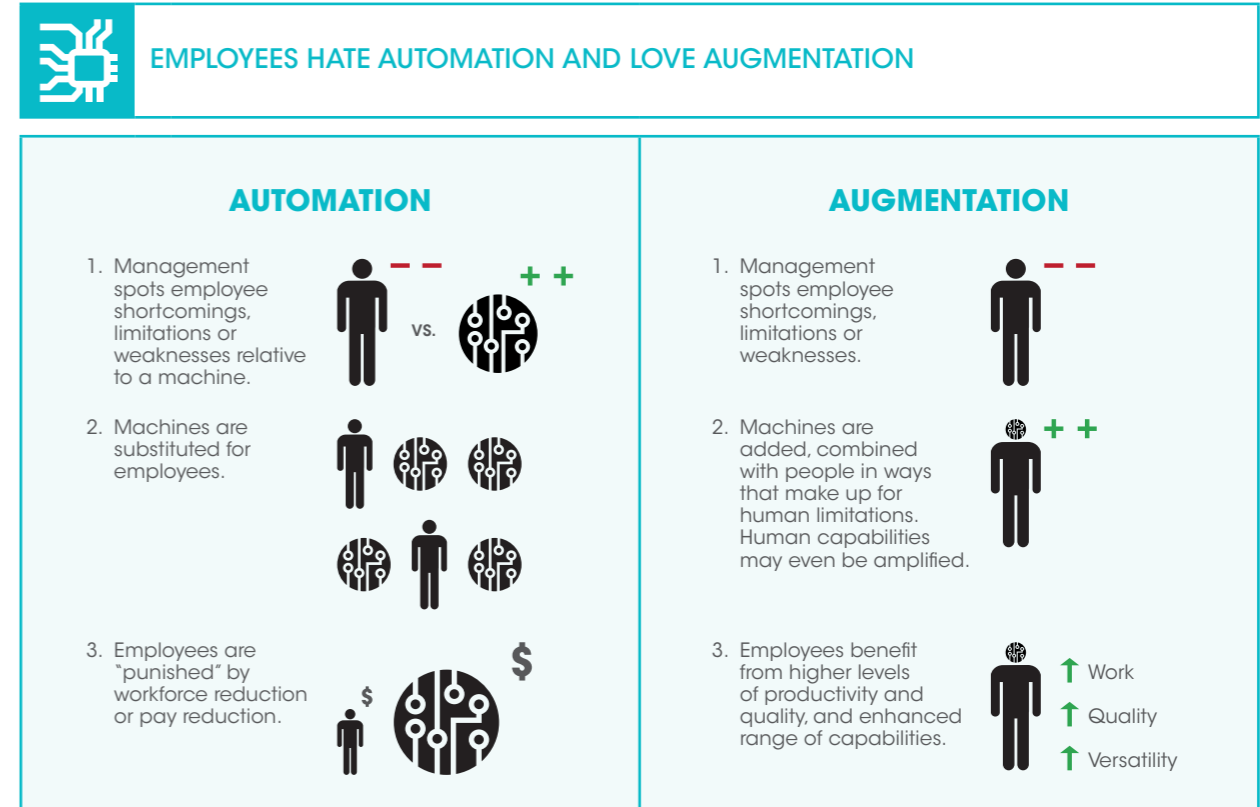 EMPLOYEES HATE AUTOMATION AND LOVE AUGMENTATION
AUTOMATION
1. Management
spots employee
shortcomings,
limitations or
weaknesses relative
to a machine.
– –
vs.
+ +
2. Machines are
substituted for
employees.
3. Employees are
“punished” by
workforce reduction
or pay reduction.
$
$
AUGMENTATION
1. Management
spots employee
shortcomings,
limitations or
weaknesses.
– –
2. Machines are
added, combined
with people in ways
that make up for
human limitations.
Human capabilities
may even be amplified.
+ +
3. Employees benefit
from higher levels
of productivity and
quality, and enhanced
range of capabilities.
↑ Work
↑ Quality
↑ Versatility